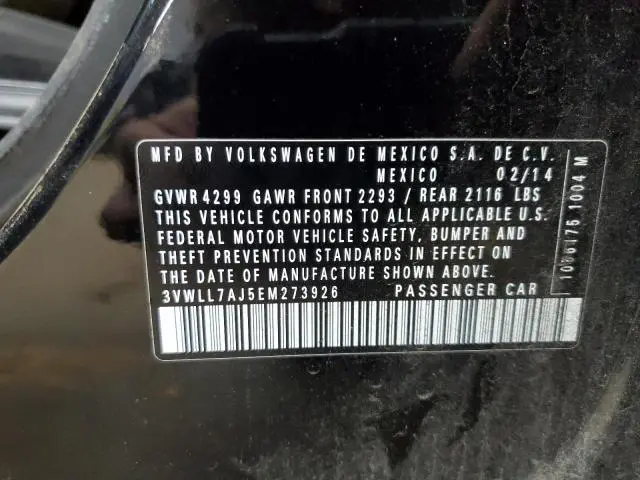 MFD BY VOLKSWAGEN DE MEXICO S.A. DE C.V.
MEXICO 02/14
GVWR 4299 GAWR FRONT 2293 / REAR 2116 LBS
THIS VEHICLE CONFORMS TO ALL APPLICABLE U.S.
FEDERAL MOTOR VEHICLE SAFETY, BUMPER AND
THEFT PREVENTION STANDARDS IN EFFECT ON
THE DATE OF MANUFACTURE SHOWN ABOVE.
3VWLL7AJ5EM273926 PASSENGER CAR
1004 M